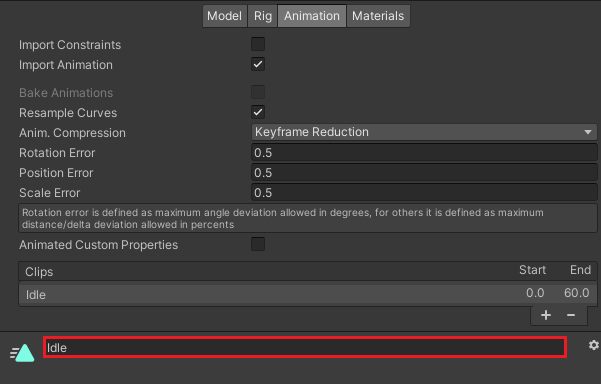 Model Rig Animation Materials
Import Constraints
Import Animation
Bake Animations
Resample Curves
Anim. Compression Keyframe Reduction
Rotation Error 0.5
Position Error 0.5
Scale Error 0.5
Rotation error is defined as maximum angle deviation allowed in degrees, for others it is defined as maximum
distance/delta deviation allowed in percents
Animated Custom Properties
Clips Start End
Idle 0.0 60.0
+ −
Idle